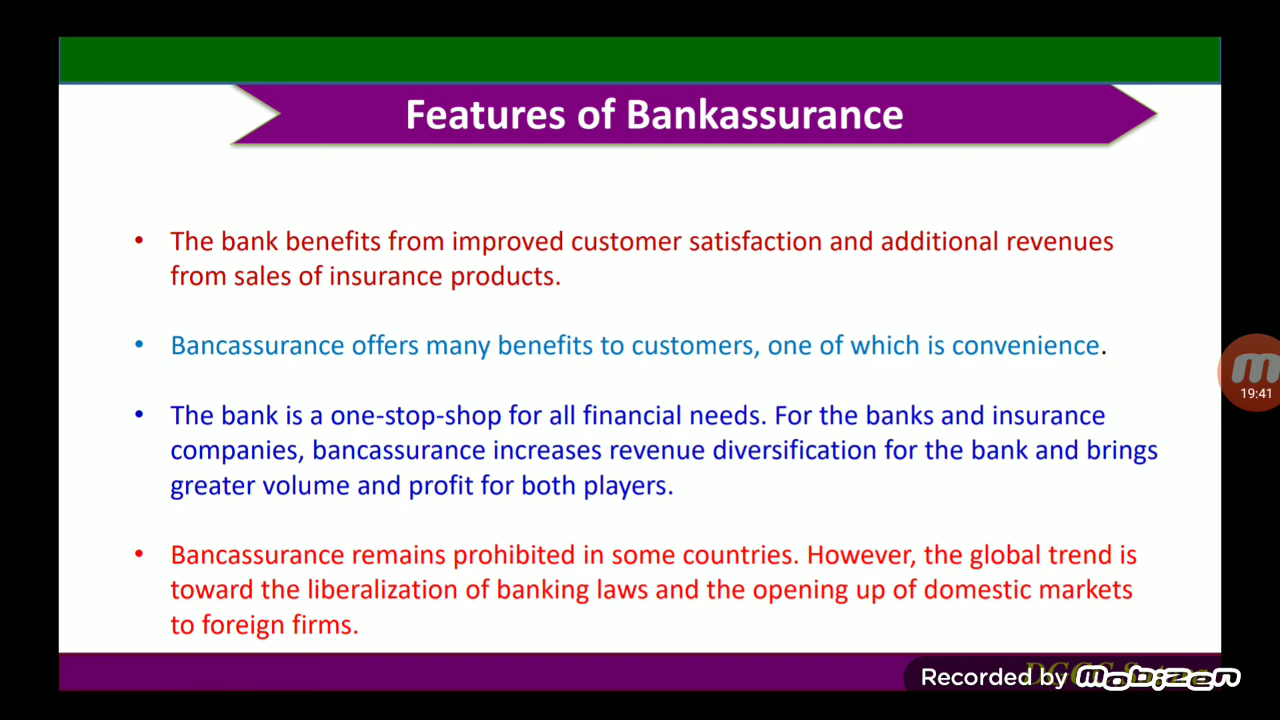 Features of Bankassurance
• The bank benefits from improved customer satisfaction and additional revenues
from sales of insurance products.
• Bancassurance offers many benefits to customers, one of which is convenience.
• The bank is a one-stop-shop for all financial needs. For the banks and insurance
companies, bancassurance increases revenue diversification for the bank and brings
greater volume and profit for both players.
• Bancassurance remains prohibited in some countries. However, the global trend is
toward the liberalization of banking laws and the opening up of domestic markets
to foreign firms.
19:41
Recorded by mobizen